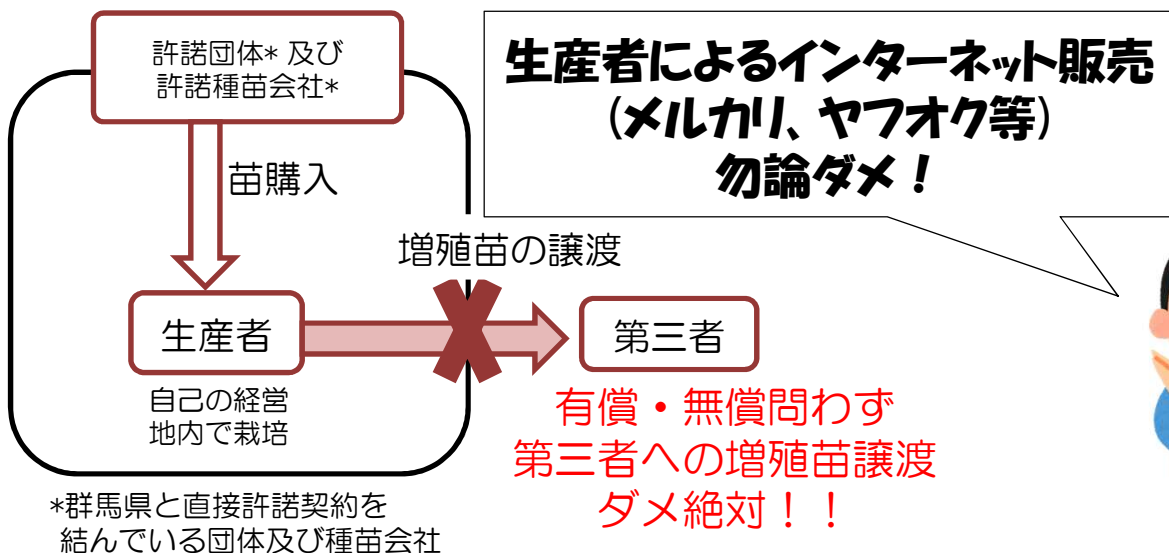 許諾団体* 及び
許諾種苗会社*
苗購入
生産者によるインターネット販売
(メルカリ、ヤフオク等)
勿論ダメ！
増殖苗の譲渡
生産者
第三者
自己の経営
地内で栽培
有償・無償問わず
第三者への増殖苗譲渡
ダメ絶対！！
*群馬県と直接許諾契約を
結んでいる団体及び種苗会社